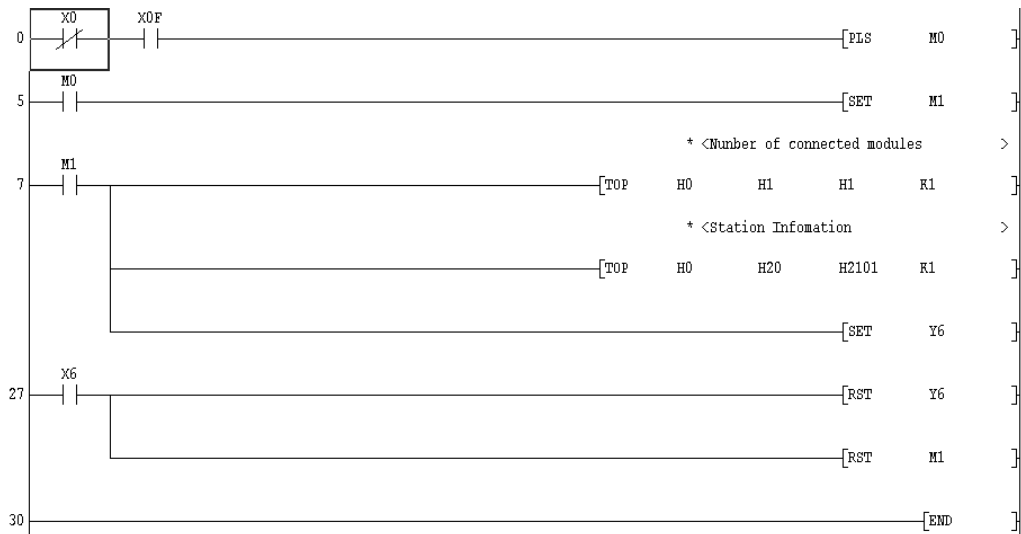 X0 X0F
0 [PLS M0 ]
M0
5 [SET M1 ]
* <Nunber of connected modules >
M1
7 [TOP H0 H1 H1 K1 ]
* <Station Infomation >
[TOP H0 H20 H2101 K1 ]
[SET Y6 ]
X6
27 [RST Y6 ]
[RST M1 ]
30 [END ]